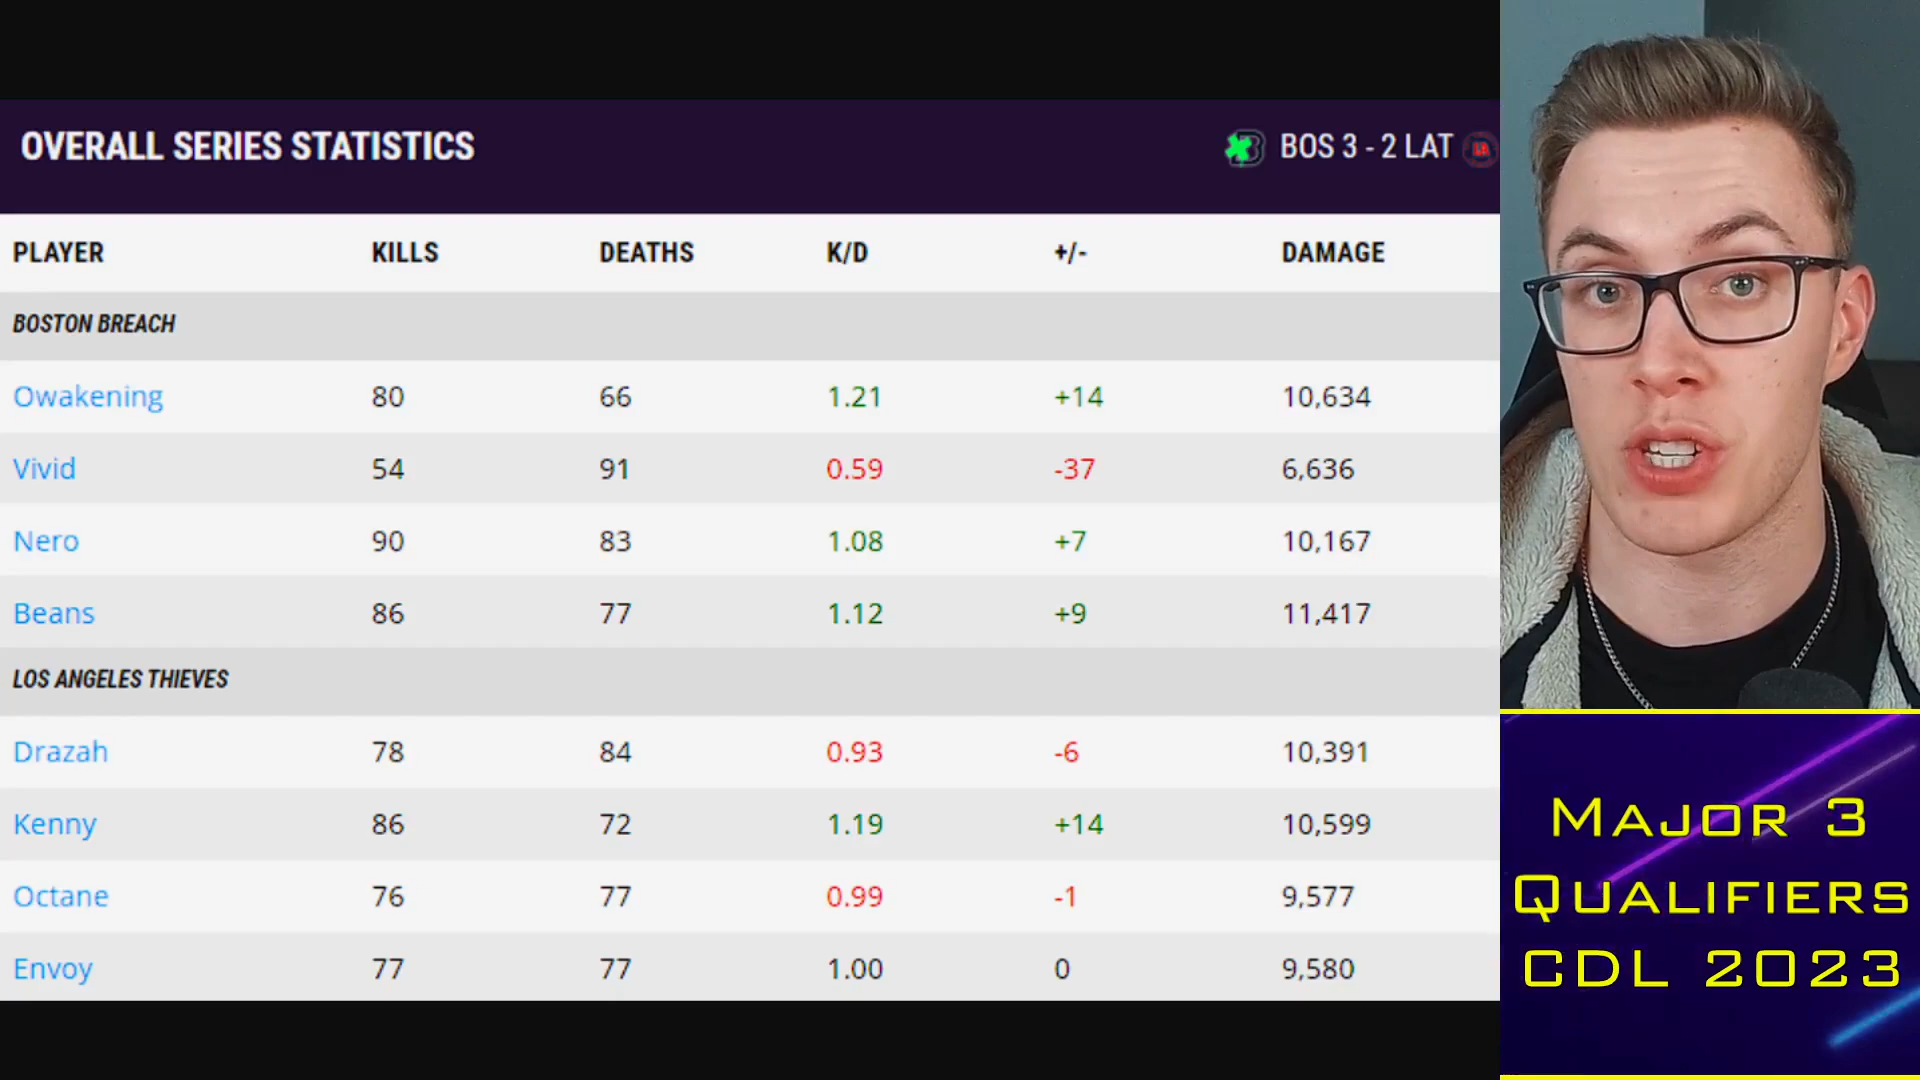 OVERALL SERIES STATISTICS BOS 3 - 2 LAT
PLAYER KILLS DEATHS K/D +/- DAMAGE
BOSTON BREACH
Owakening 80 66 1.21 +14 10,634
Vivid 54 91 0.59 -37 6,636
Nero 90 83 1.08 +7 10,167
Beans 86 77 1.12 +9 11,417
LOS ANGELES THIEVES
Drazah 78 84 0.93 -6 10,391
Kenny 86 72 1.19 +14 10,599
Octane 76 77 0.99 -1 9,577
Envoy 77 77 1.00 0 9,580
MAJOR 3
QUALIFIERS
CDL 2023